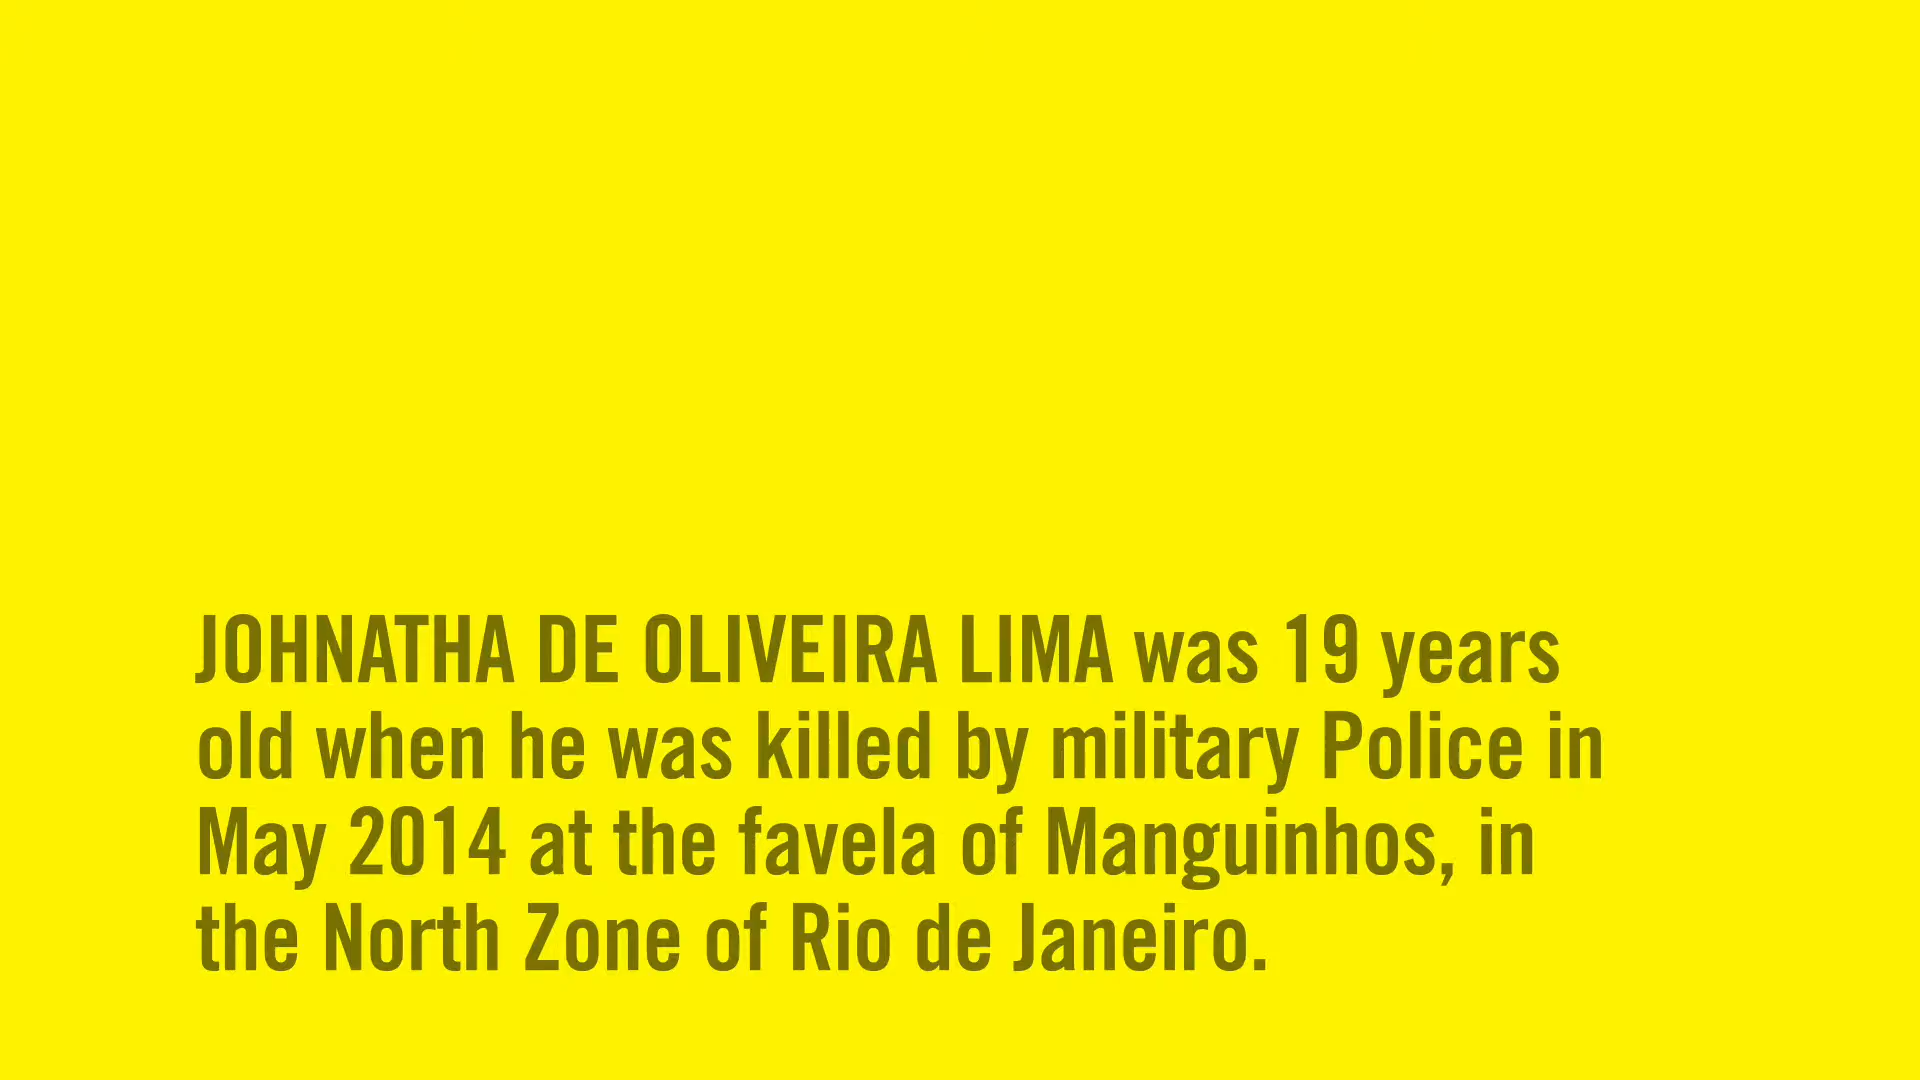 JOHNATHA DE OLIVEIRA LIMA was 19 years
old when he was killed by military Police in
May 2014 at the favela of Manguinhos, in
the North Zone of Rio de Janeiro.